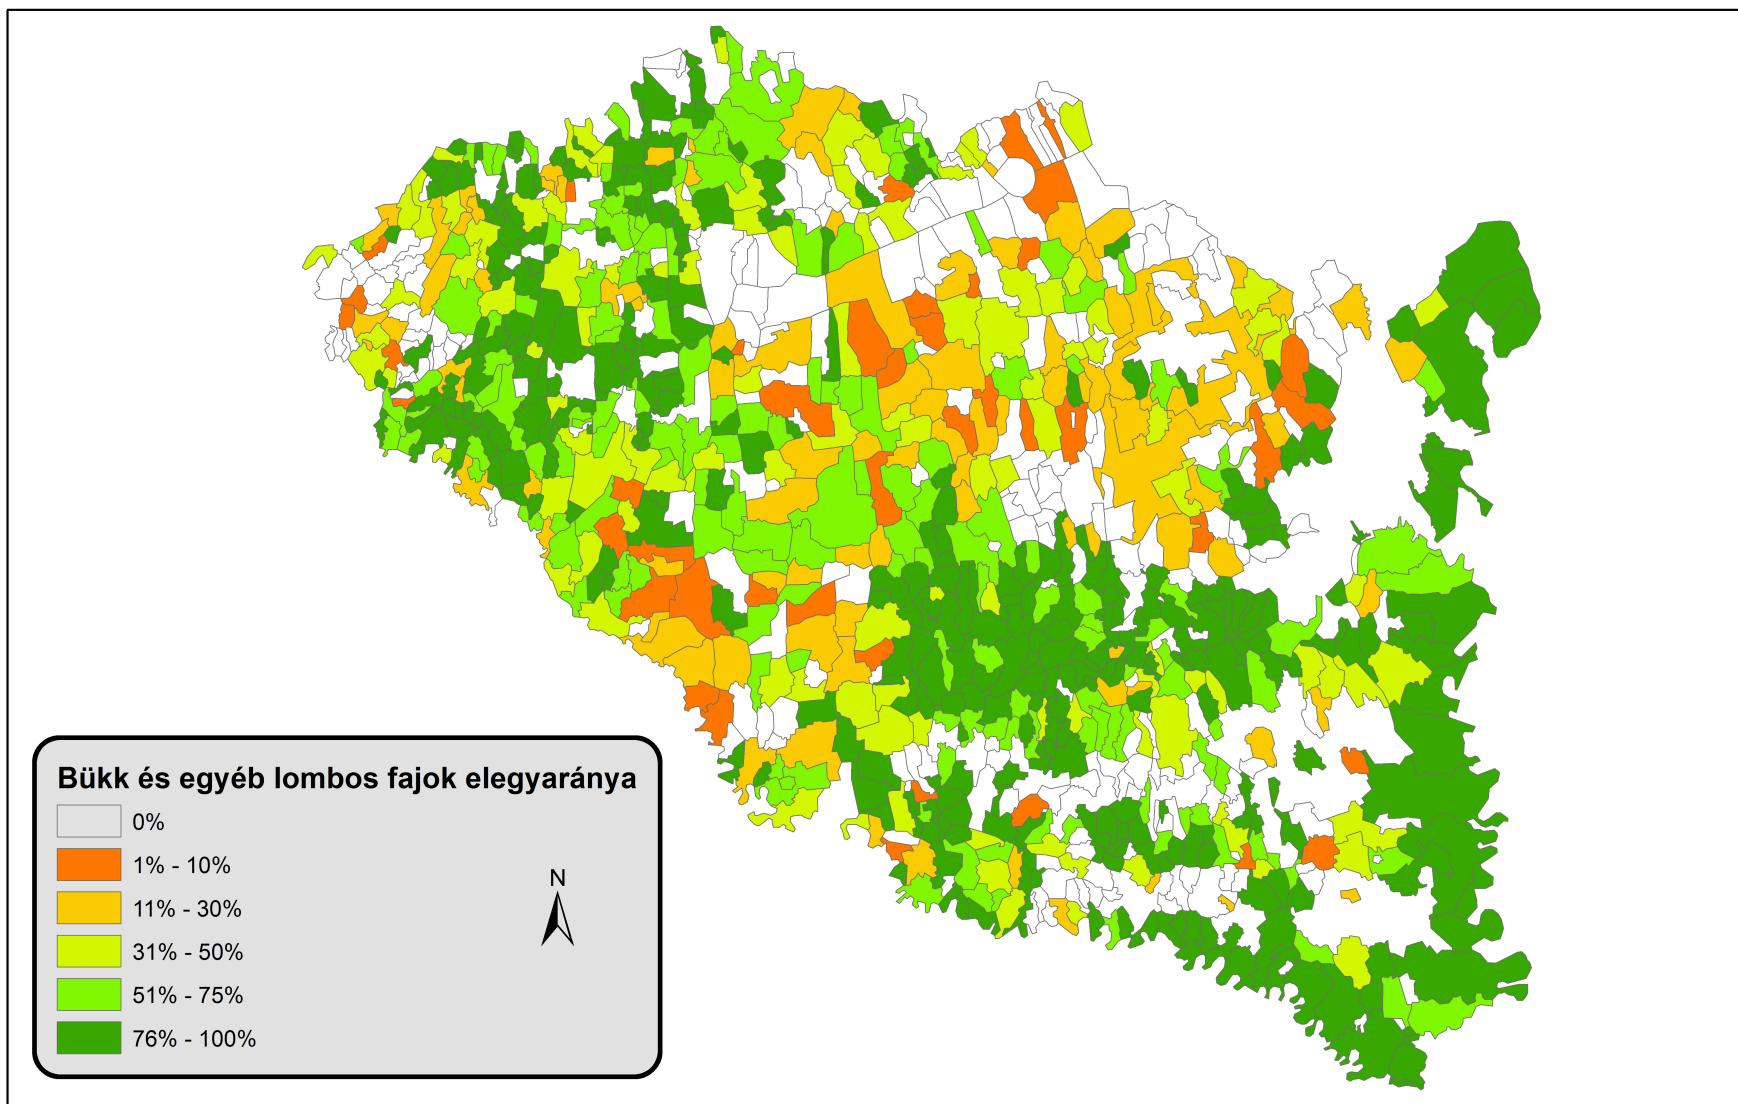 Bükk és egyéb lombos fajok elegyaránya
0%
1% - 10%
11% - 30%
31% - 50%
51% - 75%
76% - 100%
N